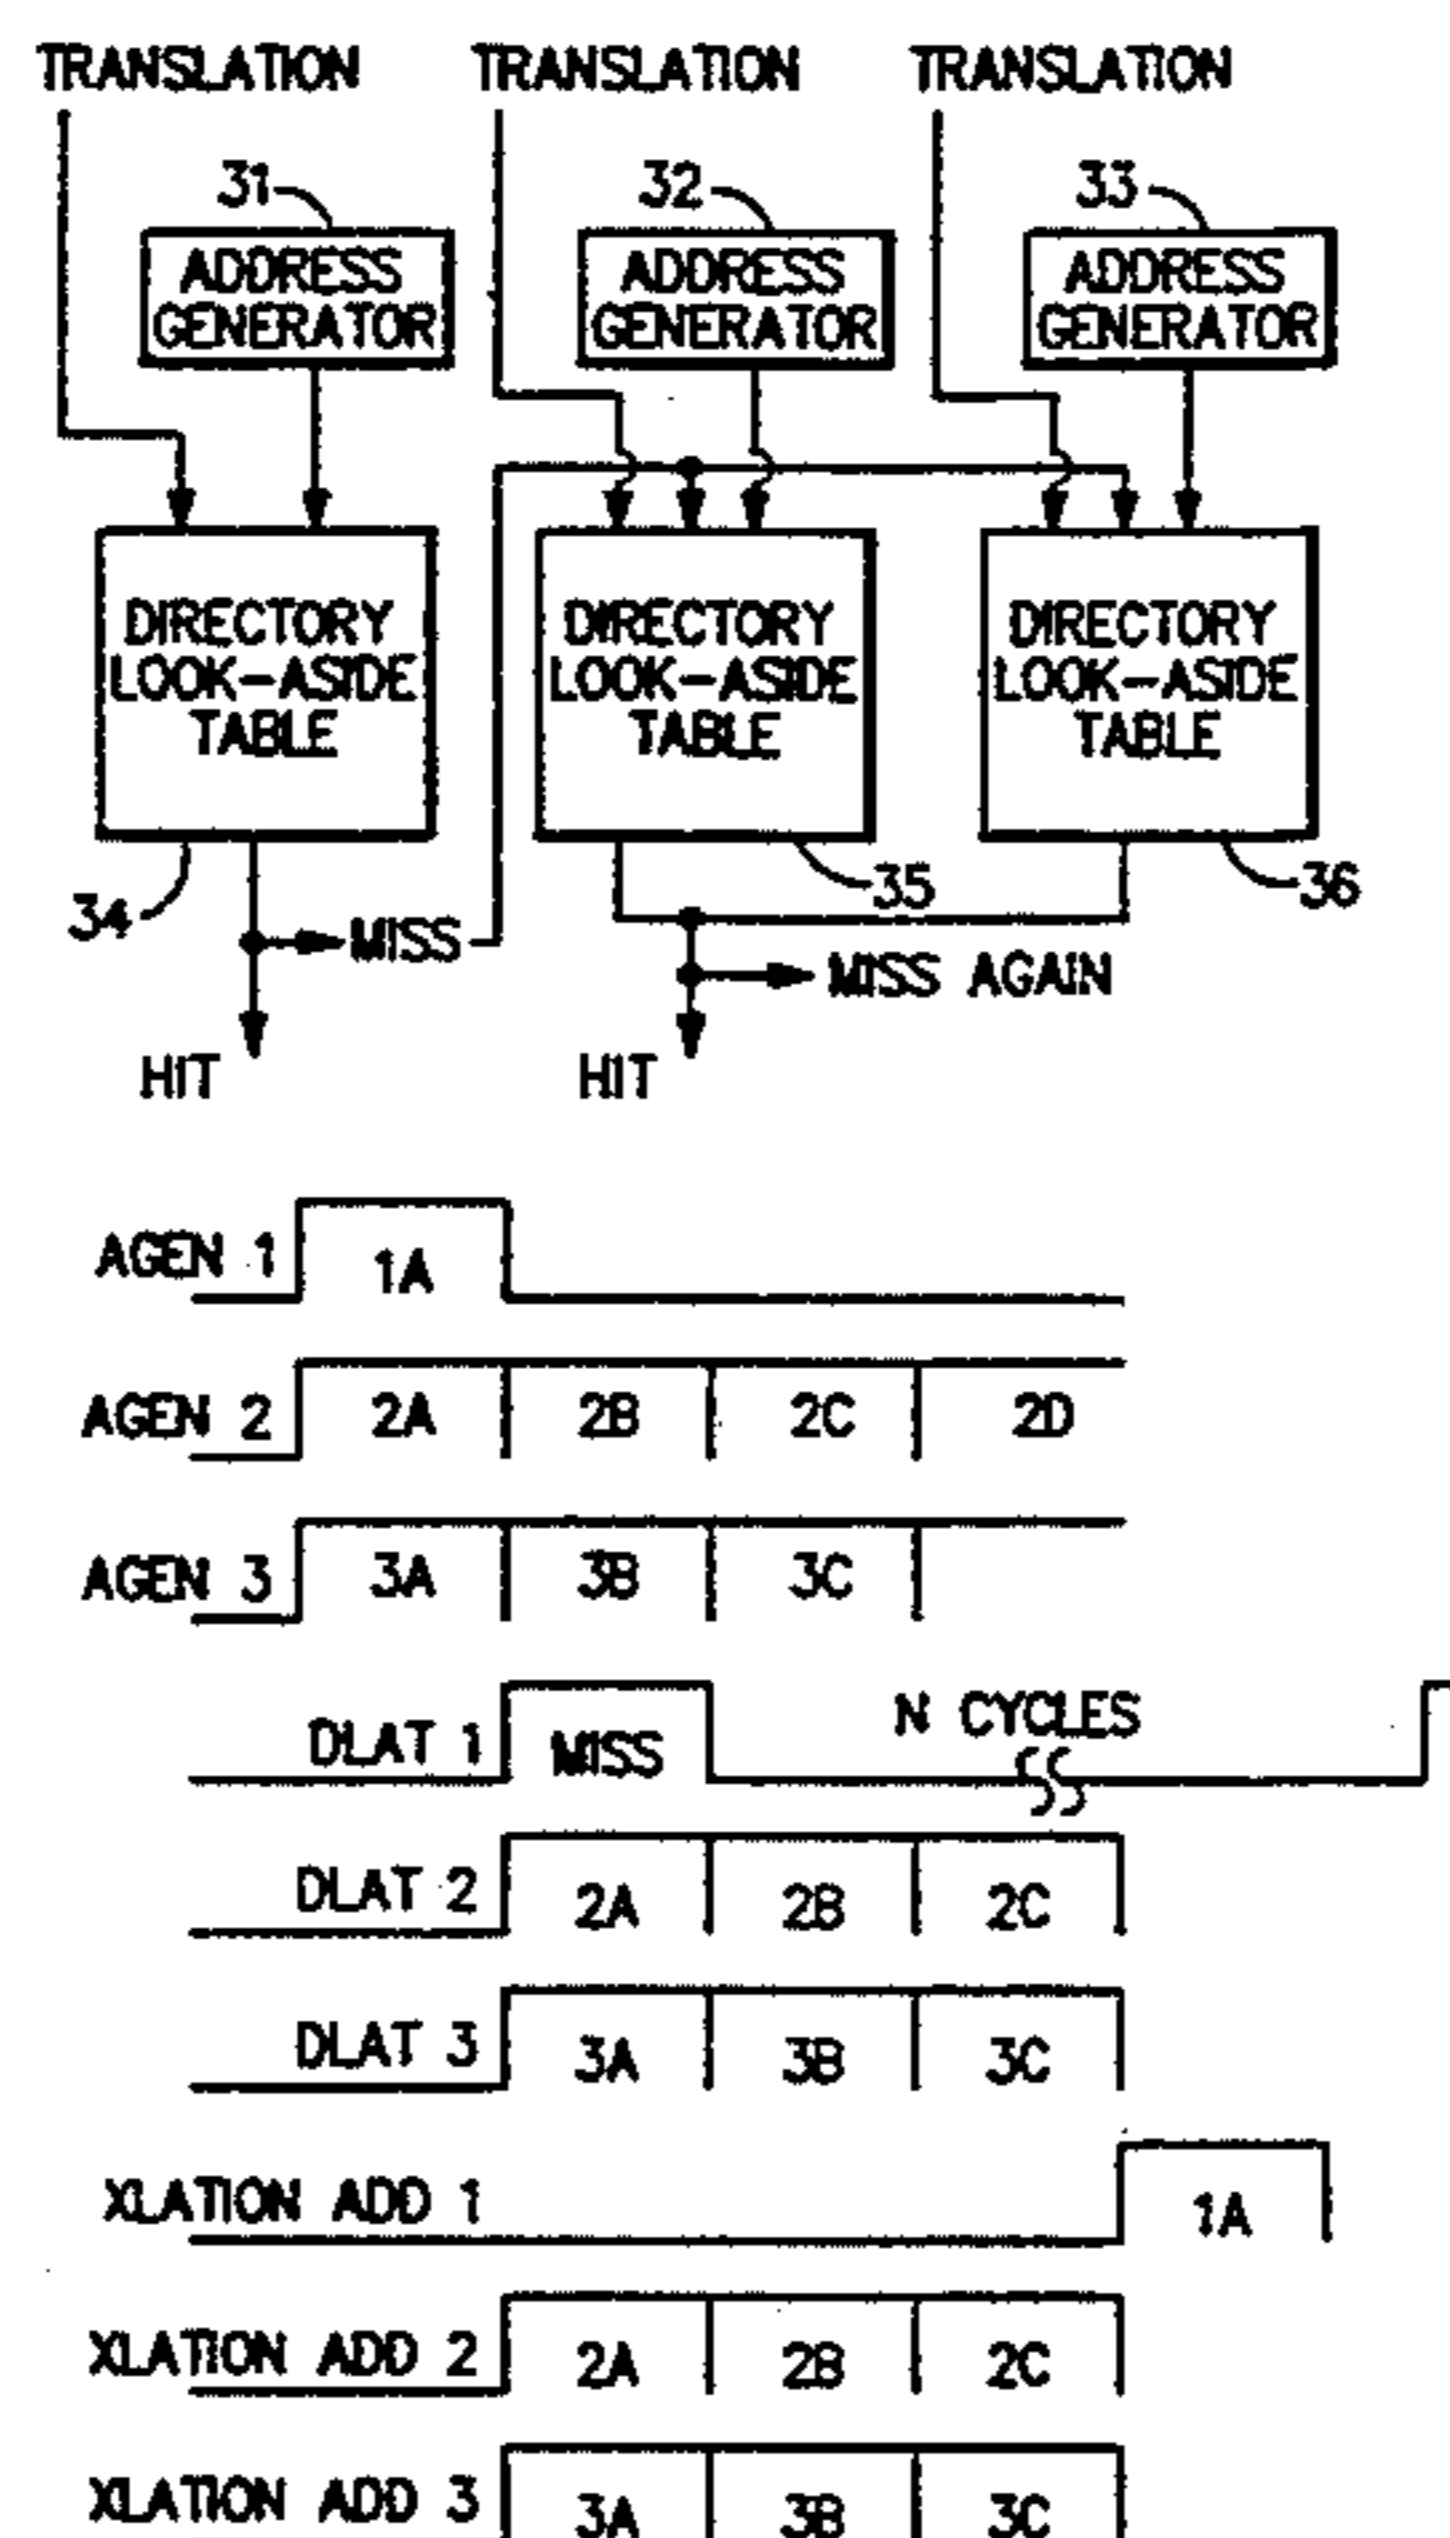 TRANSLATION TRANSLATION TRANSLATION
31 32 33
ADDRESS GENERATOR ADDRESS GENERATOR ADDRESS GENERATOR
DIRECTORY LOOK-ASIDE TABLE DIRECTORY LOOK-ASIDE TABLE DIRECTORY LOOK-ASIDE TABLE
34 35 36
MISS
MISS AGAIN
HIT HIT
AGEN 1 1A
AGEN 2 2A 2B 2C 2D
AGEN 3 3A 3B 3C
DLAT 1 MISS N CYCLES
DLAT 2 2A 2B 2C
DLAT 3 3A 3B 3C
XLATION ADD 1 1A
XLATION ADD 2 2A 2B 2C
XLATION ADD 3 3A 3B 3C